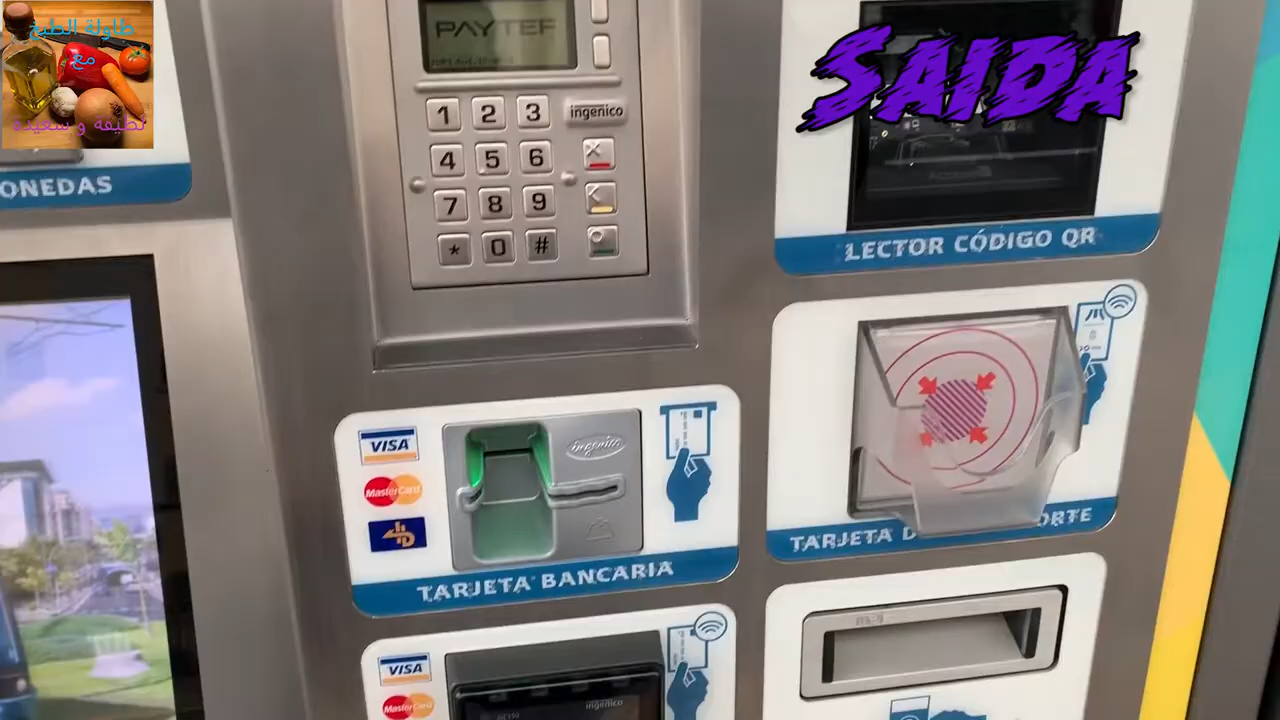 طاولة الطبخ
مع
لطيفة و سعيدة
SAIDA
PAYTEF
1 2 3
ingenico
4 5 6
7 8 9
* 0 #
ONEDAS
LECTOR CÓDIGO QR
VISA
MasterCard
ingenico
TARJETA BANCARIA
TARJETA D ORTE
VISA
MasterCard
ingenico